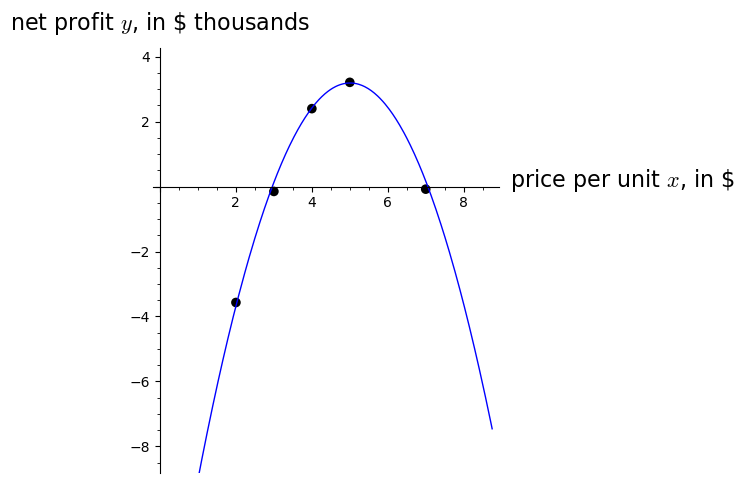 net profit y, in $ thousands
4
2
price per unit x, in $
2 4 6 8
−2
−4
−6
−8